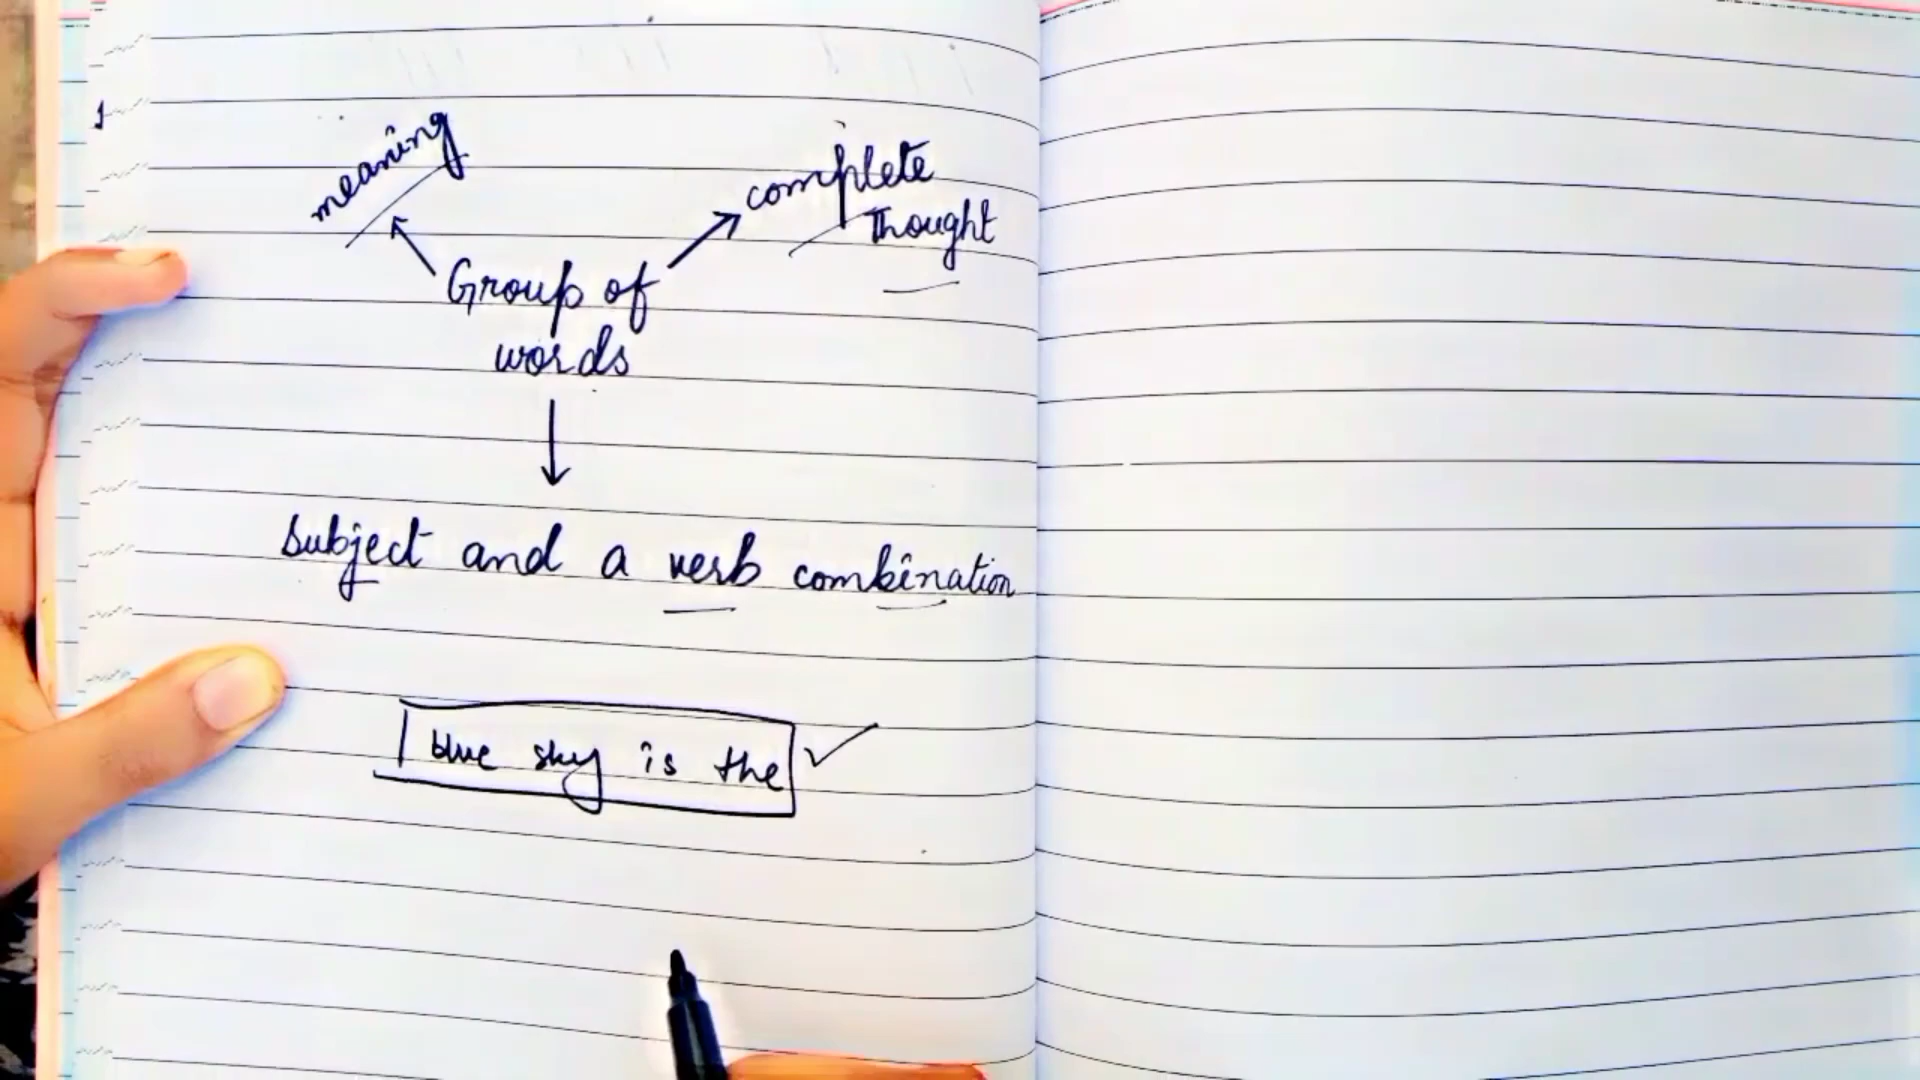 meaning
complete
Thought
Group of
words
Subject and a verb combination
blue sky is the